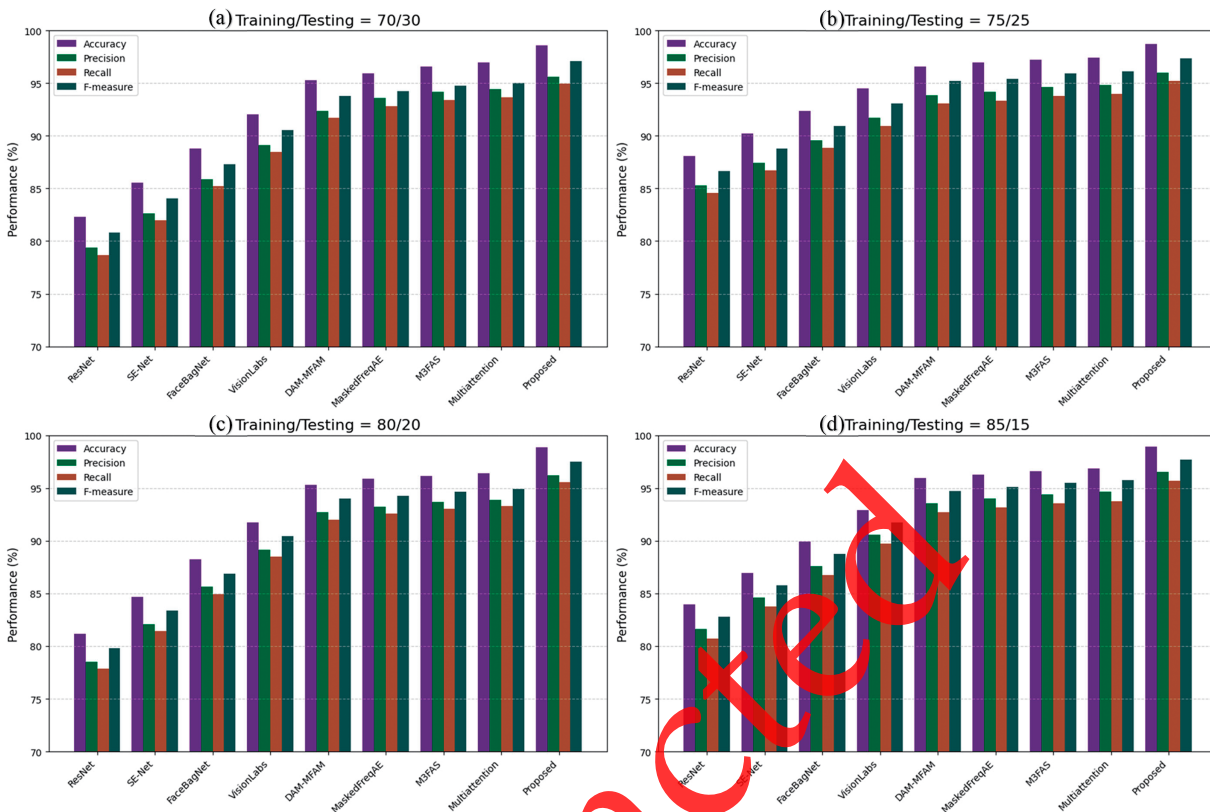 (a) Training/Testing = 70/30
100
95
90
85
80
75
70
Performance (%)
Accuracy
Precision
Recall
F-measure
ResNet
SE-Net
FaceBagNet
VisionLabs
DAM-MFAM
MaskedFreqAE
M3FAS
Multiattention
Proposed
(b) Training/Testing = 75/25
100
95
90
85
80
75
70
Performance (%)
Accuracy
Precision
Recall
F-measure
ResNet
SE-Net
FaceBagNet
VisionLabs
DAM-MFAM
MaskedFreqAE
M3FAS
Multiattention
Proposed
(c) Training/Testing = 80/20
100
95
90
85
80
75
70
Performance (%)
Accuracy
Precision
Recall
F-measure
ResNet
SE-Net
FaceBagNet
VisionLabs
DAM-MFAM
MaskedFreqAE
M3FAS
Multiattention
Proposed
(d) Training/Testing = 85/15
100
95
90
85
80
75
70
Performance (%)
Accuracy
Precision
Recall
F-measure
ResNet
SE-Net
FaceBagNet
VisionLabs
DAM-MFAM
MaskedFreqAE
M3FAS
Multiattention
Proposed
cted